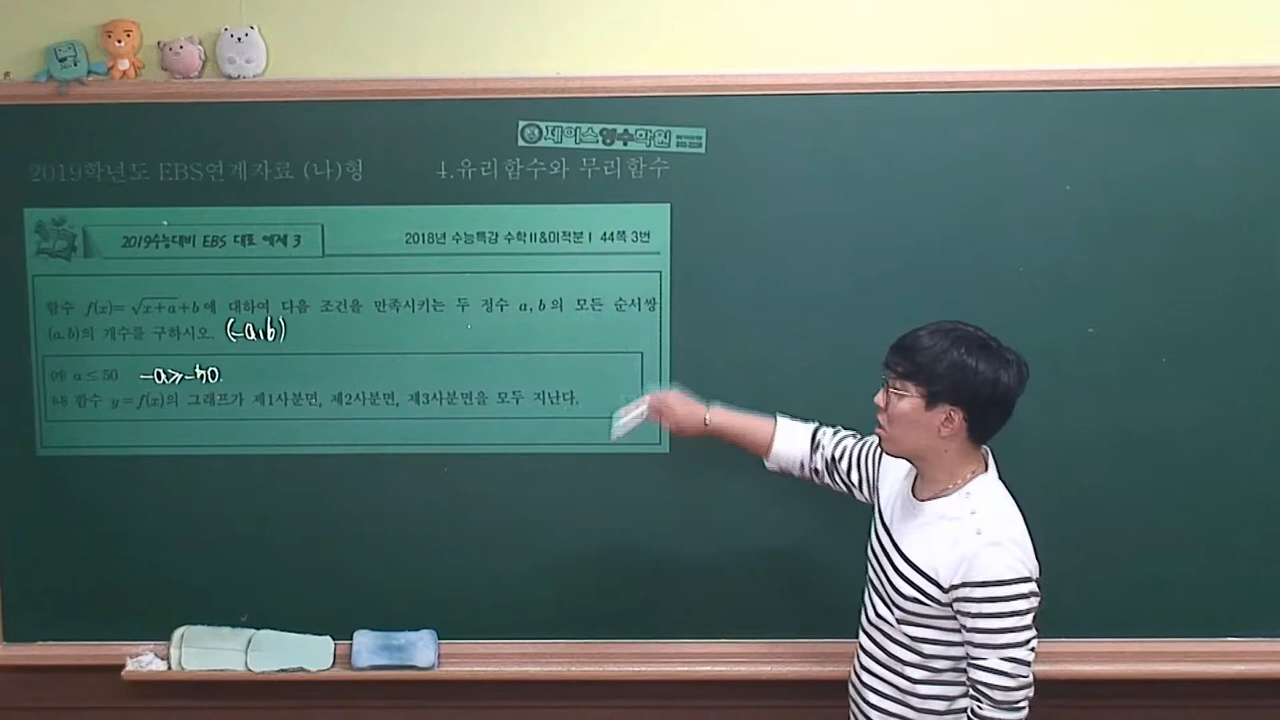 제이스영수학원
2019학년도 EBS연계자료 (나)형 4.유리함수와 무리함수
2019수능대비 EBS 대표 예제 3 2018년 수능특강 수학Ⅱ&미적분Ⅰ 44쪽 3번
함수 f(x)=√x+a+b에 대하여 다음 조건을 만족시키는 두 정수 a, b의 모든 순서쌍
(a, b)의 개수를 구하시오. (-a, b)
(가) a ≤ 50 -a≥-50
(나) 함수 y=f(x)의 그래프가 제1사분면, 제2사분면, 제3사분면을 모두 지난다.